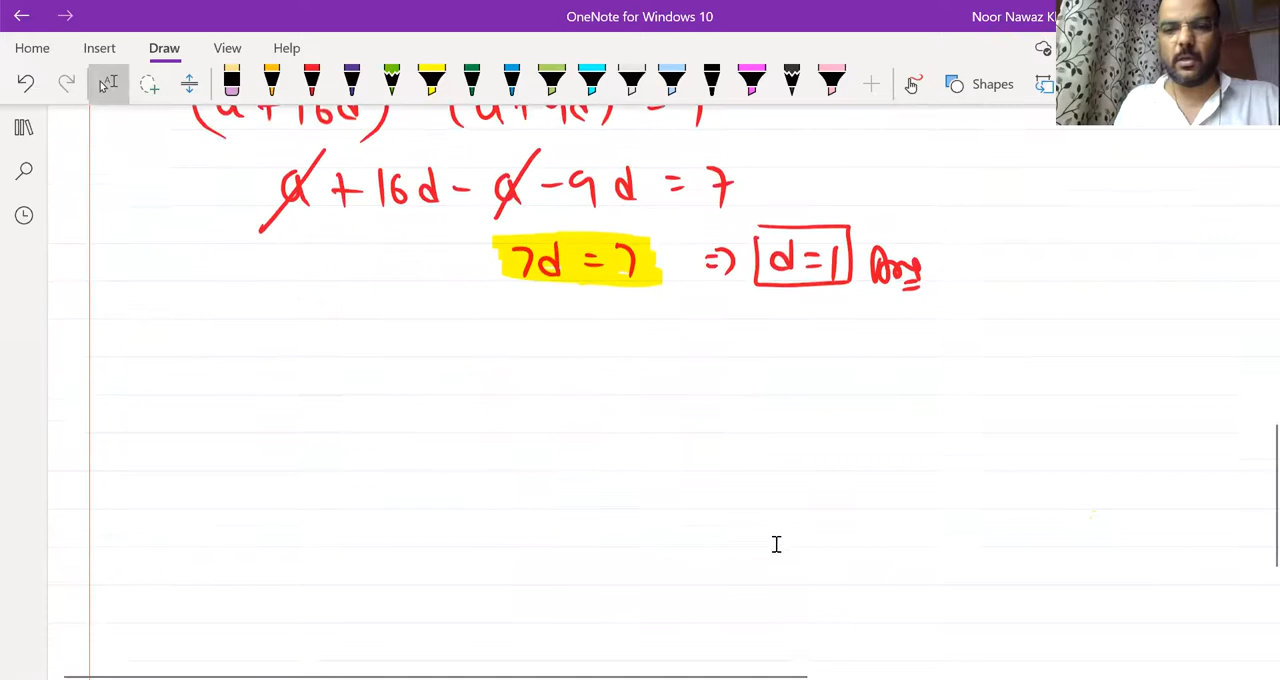 OneNote for Windows 10
Noor Nawaz K
Home Insert Draw View Help
Shapes
a + 16d - a - 9d = 7
7d = 7 => d = 1 Ans